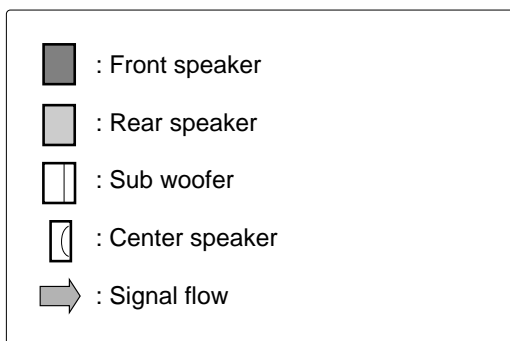 : Front speaker
: Rear speaker
: Sub woofer
: Center speaker
: Signal flow